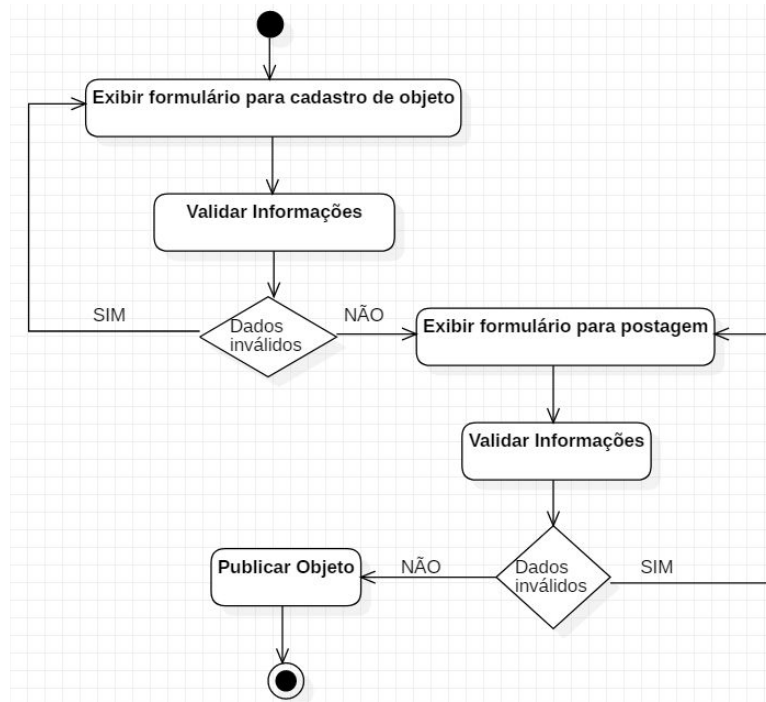 Exibir formulário para cadastro de objeto
Validar Informações
SIM
Dados
inválidos
NÃO
Exibir formulário para postagem
Validar Informações
Publicar Objeto
NÃO
Dados
inválidos
SIM